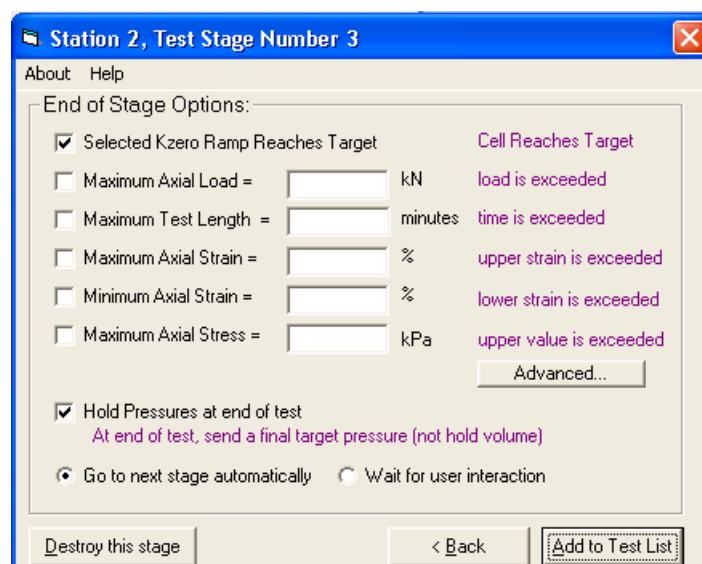 Station 2, Test Stage Number 3
About Help
End of Stage Options:
Selected Kzero Ramp Reaches Target Cell Reaches Target
Maximum Axial Load = kN load is exceeded
Maximum Test Length = minutes time is exceeded
Maximum Axial Strain = % upper strain is exceeded
Minimum Axial Strain = % lower strain is exceeded
Maximum Axial Stress = kPa upper value is exceeded
Advanced...
Hold Pressures at end of test
At end of test, send a final target pressure (not hold volume)
Go to next stage automatically Wait for user interaction
Destroy this stage < Back Add to Test List